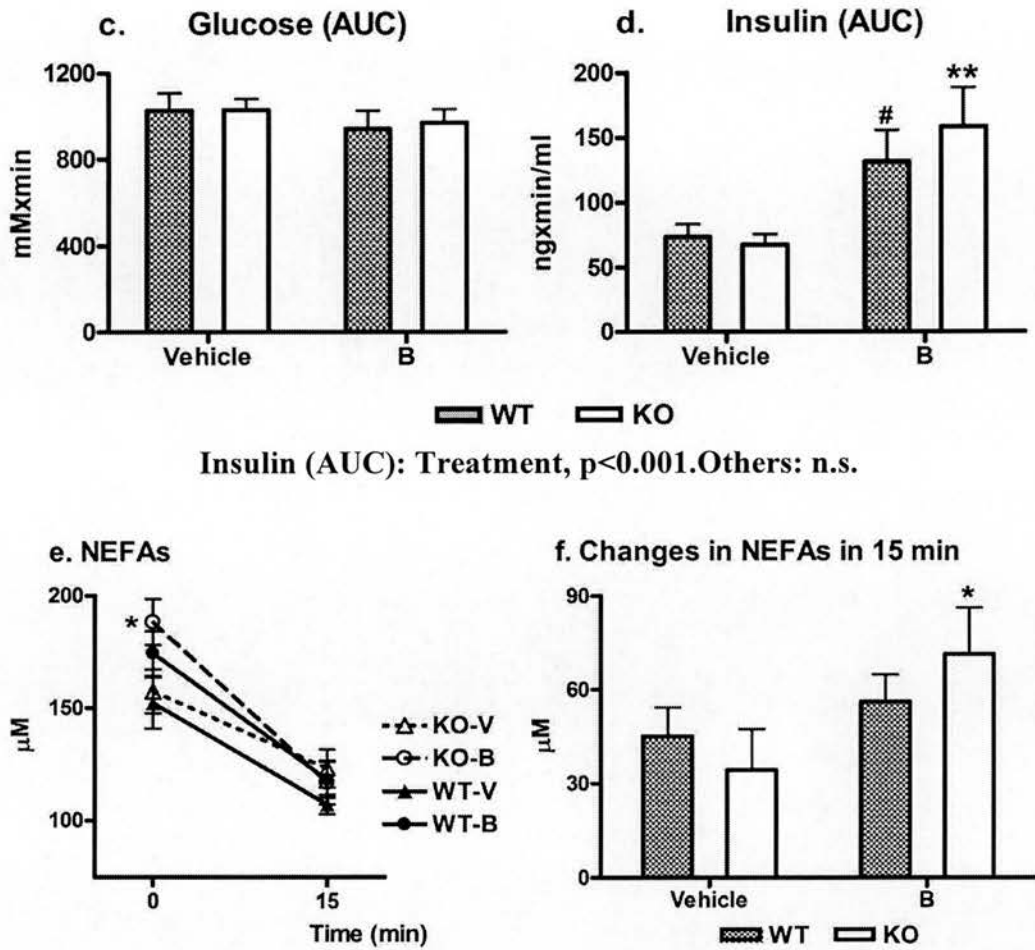 c. Glucose (AUC)
d. Insulin (AUC)
1200
800
400
0
mMxmin
Vehicle
B
200
150
100
50
0
ngxmin/ml
#
**
Vehicle
B
WT
KO
Insulin (AUC): Treatment, p<0.001.Others: n.s.
e. NEFAs
f. Changes in NEFAs in 15 min
200
150
100
μM
*
0
15
Time (min)
KO-V
KO-B
WT-V
WT-B
90
60
30
0
μM
*
Vehicle
B
WT
KO